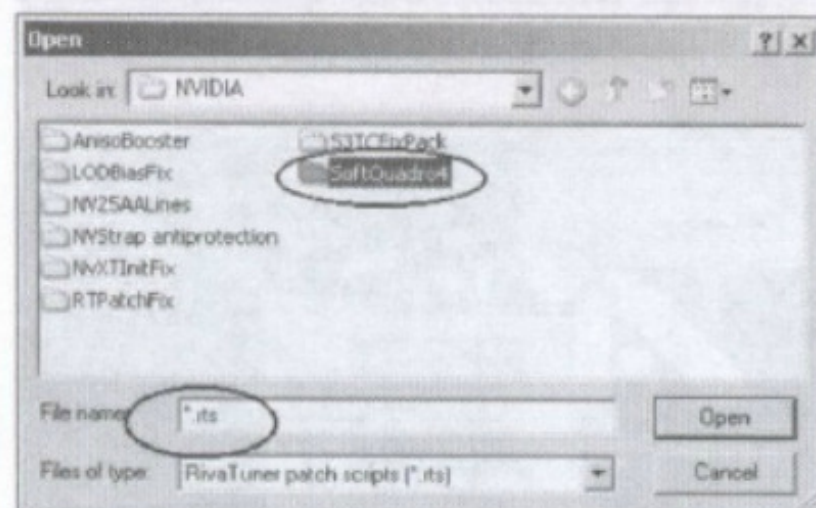 Open
Look in: NVIDIA
AnisoBooster
LODBiasFix
NV25AALines
NVStrap antiprotection
NvXTInitFix
RTPatchFix
S3TCFixPack
SoftQuadro4
File name: *.rts
Open
Files of type: RivaTuner patch scripts (*.rts)
Cancel